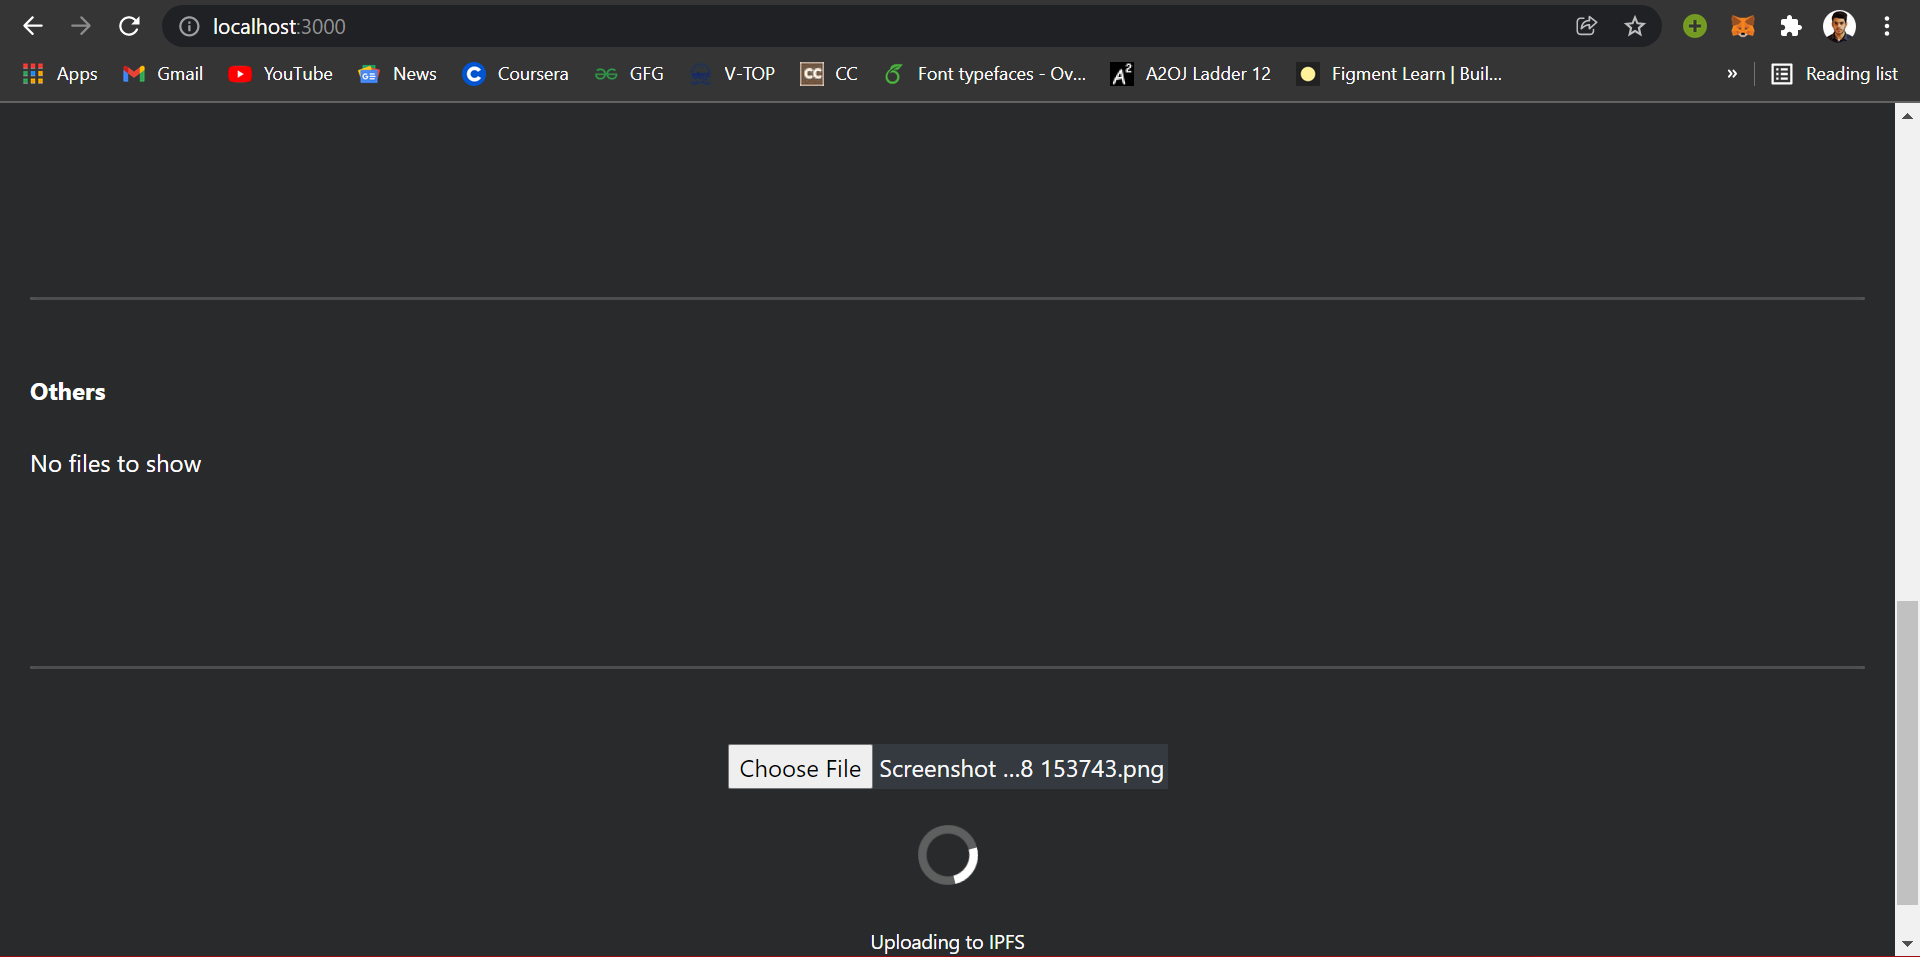 localhost:3000
Apps Gmail YouTube News Coursera GFG V-TOP CC Font typefaces - Ov... A2OJ Ladder 12 Figment Learn | Buil... » Reading list
Others
No files to show
Choose File Screenshot ...8 153743.png
Uploading to IPFS